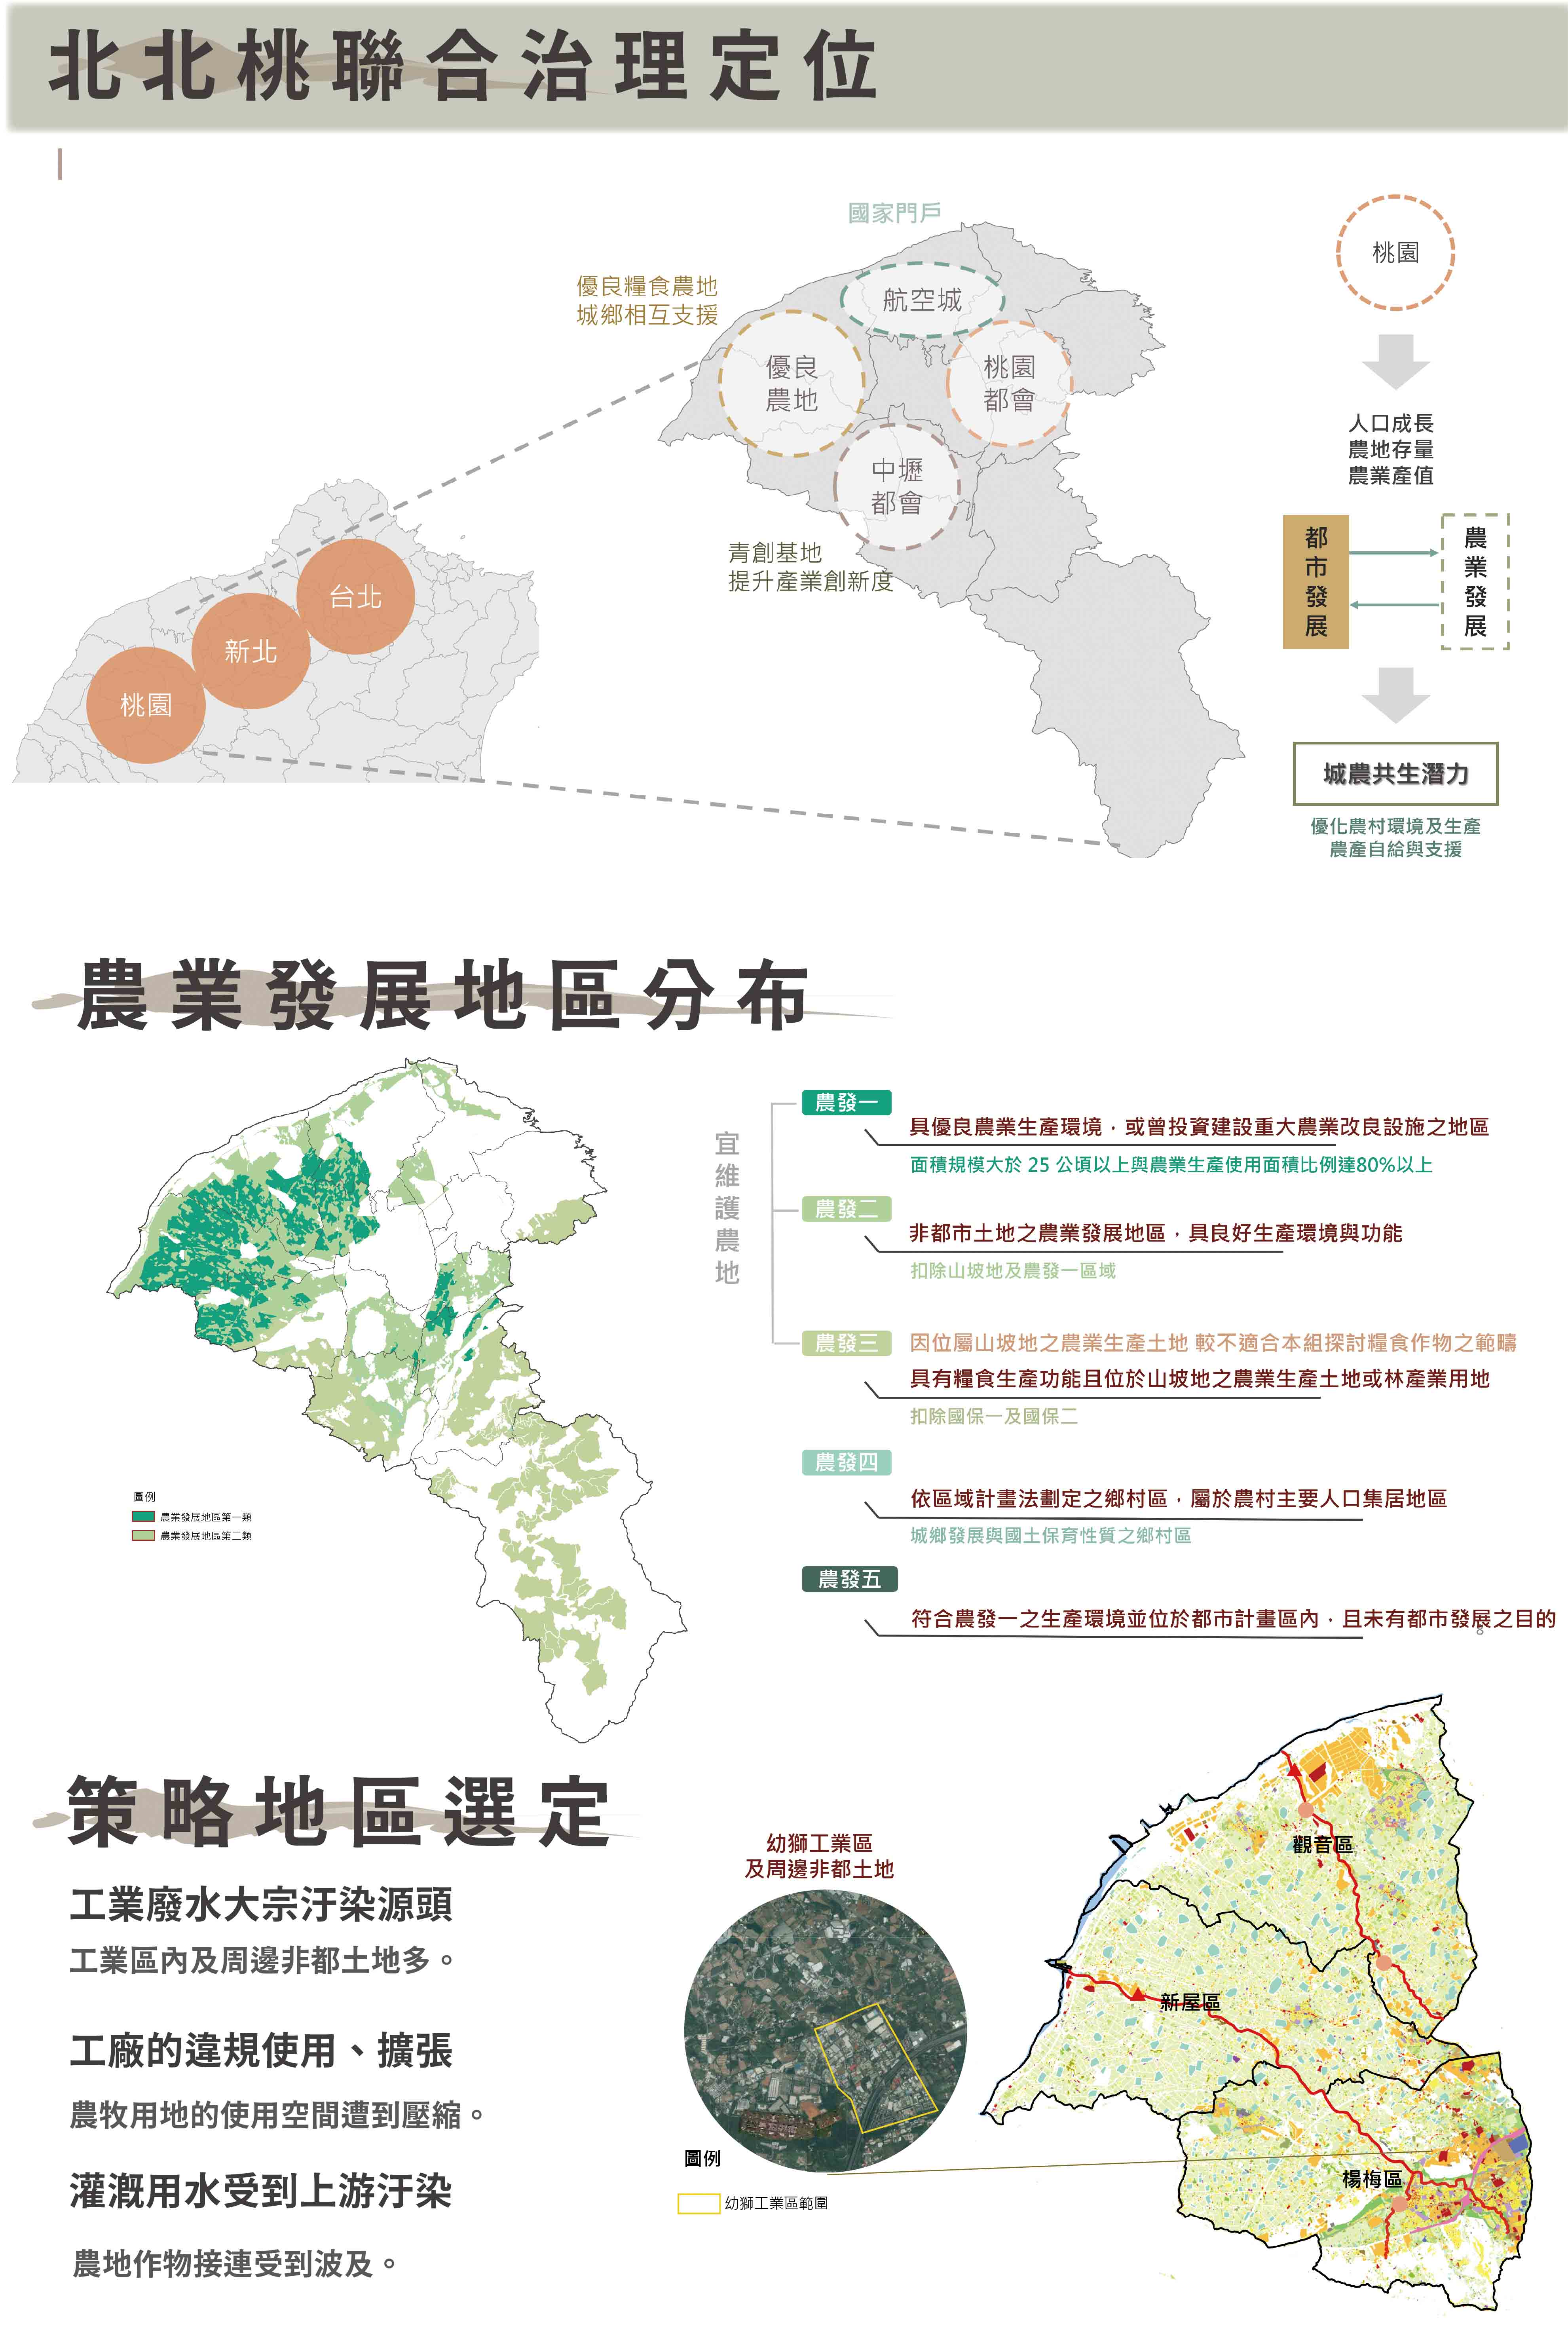 北北桃聯合治理定位
國家門戶
優良糧食農地
城鄉相互支援
航空城
優良
農地
桃園
都會
中壢
都會
青創基地
提升產業創新度
台北
新北
桃園
桃園
人口成長
農地存量
農業產值
都市發展
農業發展
城農共生潛力
優化農村環境及生產
農產自給與支援
農業發展地區分布
圖例
農業發展地區第一類
農業發展地區第二類
宜維護農地
農發一
具優良農業生產環境，或曾投資建設重大農業改良設施之地區
面積規模大於 25 公頃以上與農業生產使用面積比例達80%以上
農發二
非都市土地之農業發展地區，具良好生產環境與功能
扣除山坡地及農發一區域
農發三
因位屬山坡地之農業生產土地 較不適合本組探討糧食作物之範疇
具有糧食生產功能且位於山坡地之農業生產土地或林產業用地
扣除國保一及國保二
農發四
依區域計畫法劃定之鄉村區，屬於農村主要人口集居地區
城鄉發展與國土保育性質之鄉村區
農發五
符合農發一之生產環境並位於都市計畫區內，且未有都市發展之目的
8
策略地區選定
工業廢水大宗汙染源頭
工業區內及周邊非都土地多。
工廠的違規使用、擴張
農牧用地的使用空間遭到壓縮。
灌溉用水受到上游汙染
農地作物接連受到波及。
幼獅工業區
及周邊非都土地
圖例
幼獅工業區範圍
觀音區
新屋區
楊梅區